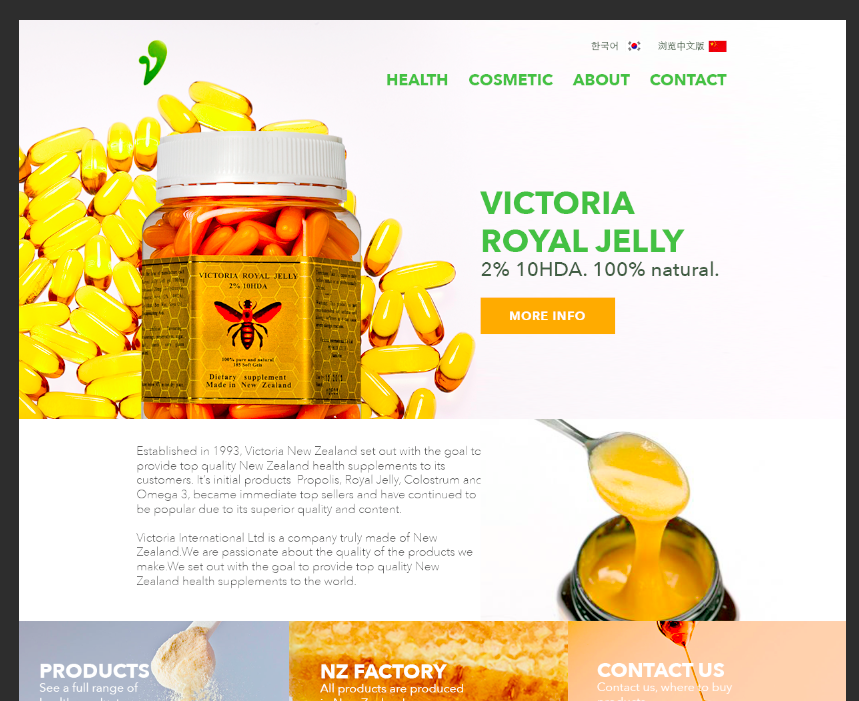 한국어 浏览中文版
HEALTH COSMETIC ABOUT CONTACT
VICTORIA
ROYAL JELLY
2% 10HDA. 100% natural.
MORE INFO
VICTORIA ROYAL JELLY
2% 10HDA
100% pure and natural
Dietary supplement
Made in New Zealand
Established in 1993, Victoria New Zealand set out with the goal to
provide top quality New Zealand health supplements to its
customers. It's initial products Propolis, Royal Jelly, Colostrum and
Omega 3, became immediate top sellers and have continued to
be popular due to its superior quality and content.
Victoria International Ltd is a company truly made of New
Zealand.We are passionate about the quality of the products we
make.We set out with the goal to provide top quality New
Zealand health supplements to the world.
PRODUCTS
See a full range of
NZ FACTORY
All products are produced
CONTACT US
Contact us, where to buy